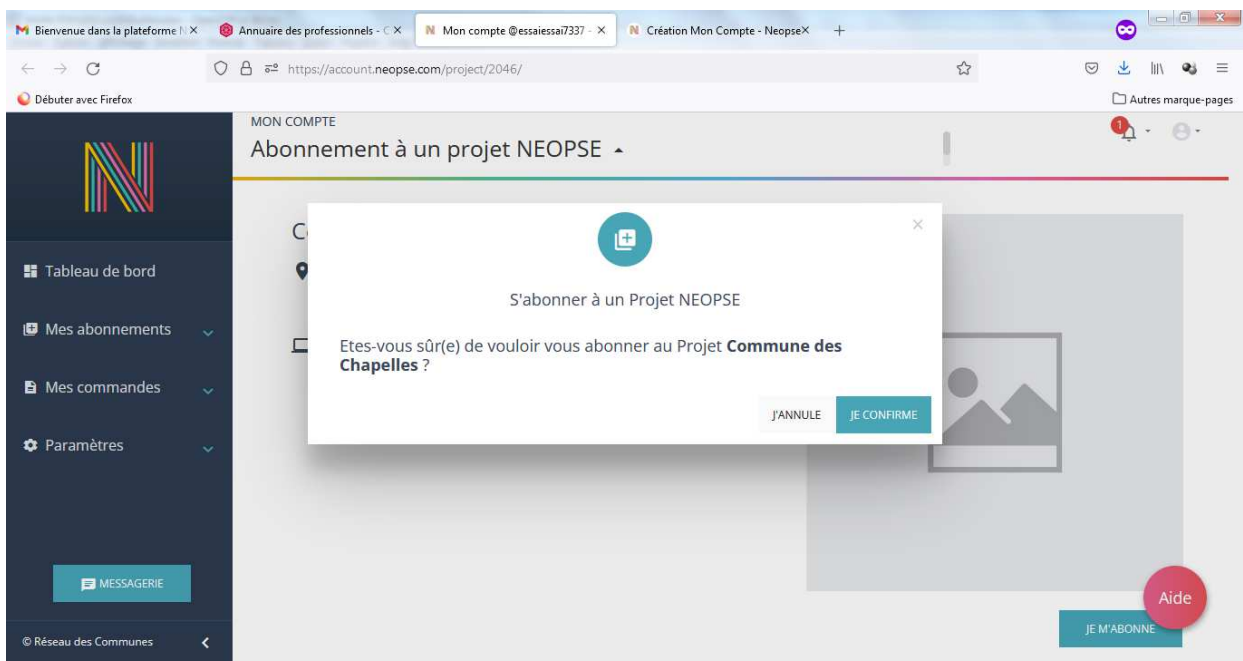 Bienvenue dans la plateforme N
Annuaire des professionnels - C
Mon compte @essaiessai7337 -
Création Mon Compte - Neopse
https://account.neopse.com/project/2046/
Débuter avec Firefox
Autres marque-pages
MON COMPTE
Abonnement à un projet NEOPSE
1
Tableau de bord
Mes abonnements
Mes commandes
Paramètres
MESSAGERIE
© Réseau des Communes
S'abonner à un Projet NEOPSE
Etes-vous sûr(e) de vouloir vous abonner au Projet Commune des
Chapelles ?
J'ANNULE
JE CONFIRME
Aide
JE M'ABONNE